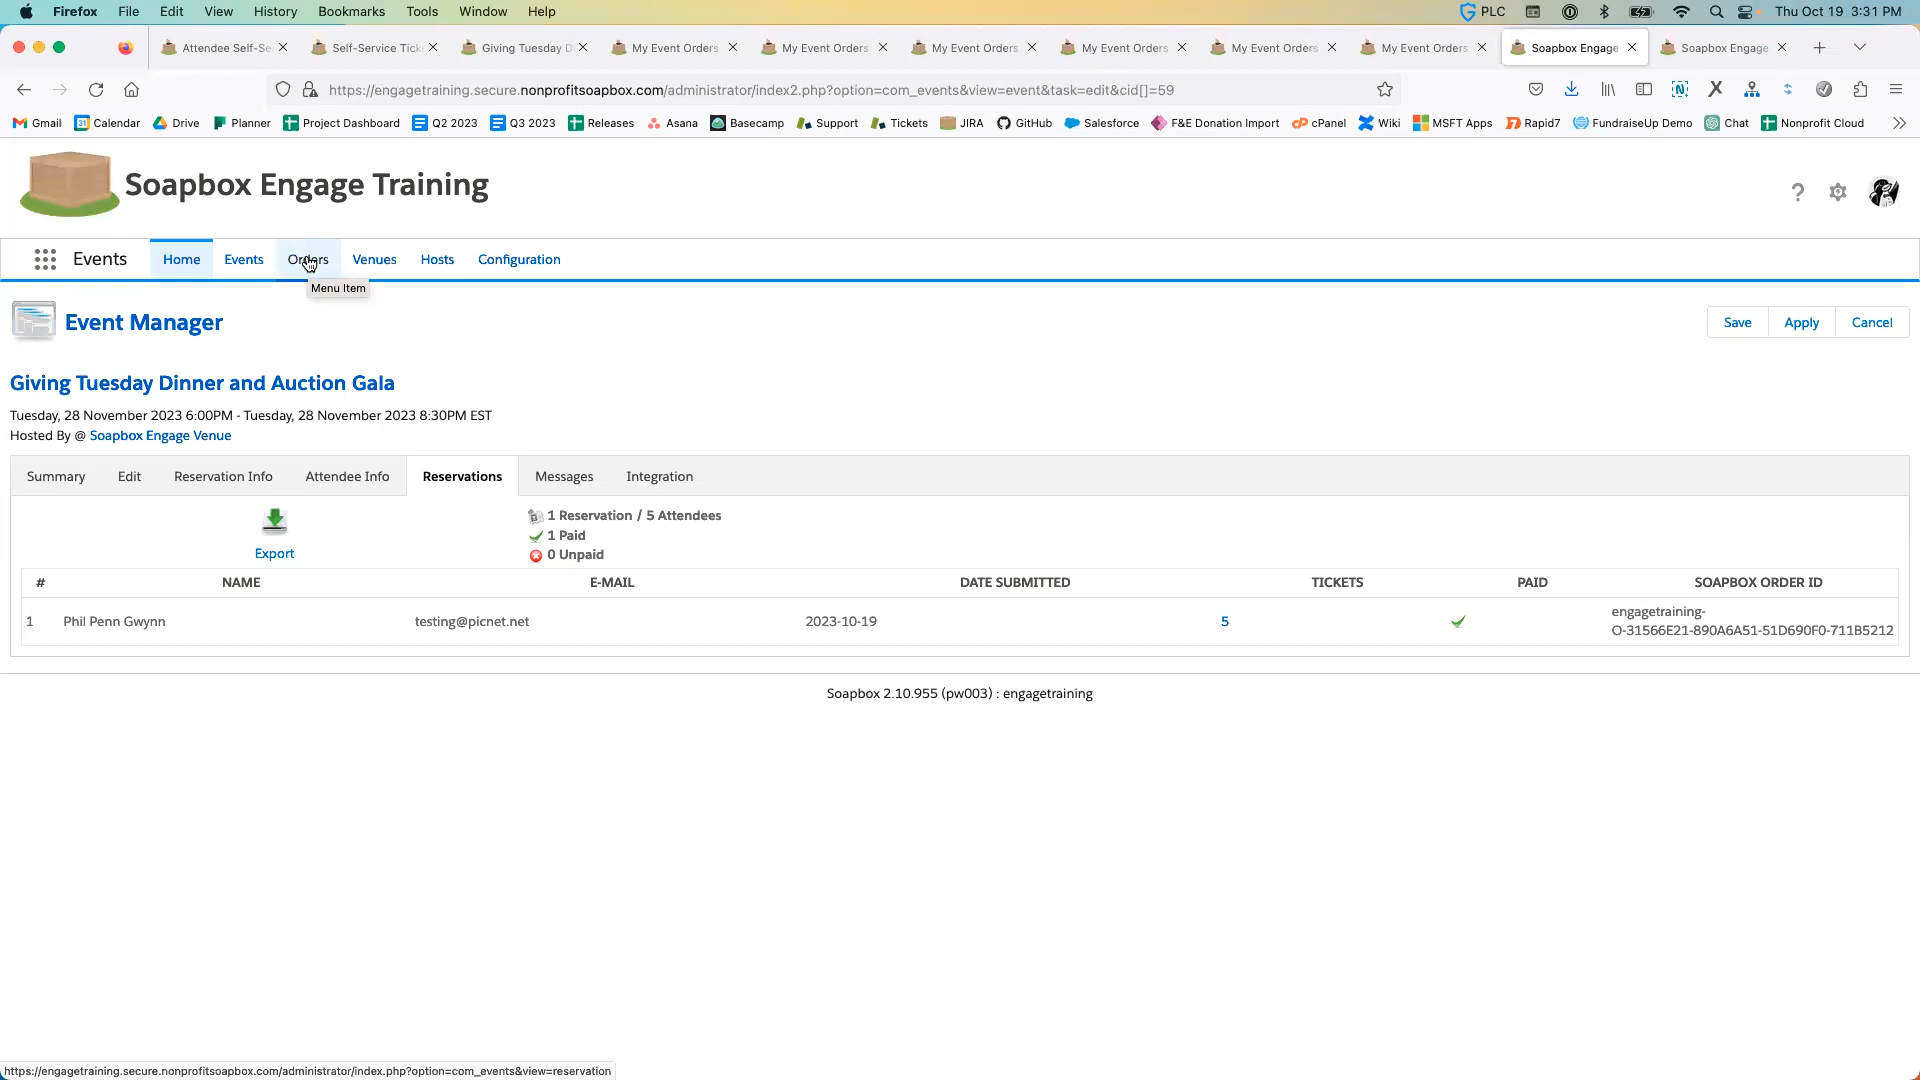 Firefox File Edit View History Bookmarks Tools Window Help PLC Thu Oct 19 3:31 PM
Attendee Self-Se Self-Service Tick Giving Tuesday D My Event Orders My Event Orders My Event Orders My Event Orders My Event Orders My Event Orders Soapbox Engage Soapbox Engage
https://engagetraining.secure.nonprofitsoapbox.com/administrator/index2.php?option=com_events&view=event&task=edit&cid[]=59
Gmail Calendar Drive Planner Project Dashboard Q2 2023 Q3 2023 Releases Asana Basecamp Support Tickets JIRA GitHub Salesforce F&E Donation Import cPanel Wiki MSFT Apps Rapid7 FundraiseUp Demo Chat Nonprofit Cloud
Soapbox Engage Training
Events Home Events Orders Venues Hosts Configuration
Menu Item
Event Manager Save Apply Cancel
Giving Tuesday Dinner and Auction Gala
Tuesday, 28 November 2023 6:00PM - Tuesday, 28 November 2023 8:30PM EST
Hosted By @ Soapbox Engage Venue
Summary Edit Reservation Info Attendee Info Reservations Messages Integration
1 Reservation / 5 Attendees
1 Paid
Export 0 Unpaid
# NAME E-MAIL DATE SUBMITTED TICKETS PAID SOAPBOX ORDER ID
1 Phil Penn Gwynn testing@picnet.net 2023-10-19 5 engagetraining-
O-31566E21-890A6A51-51D690F0-711B5212
Soapbox 2.10.955 (pw003) : engagetraining
https://engagetraining.secure.nonprofitsoapbox.com/administrator/index.php?option=com_events&view=reservation